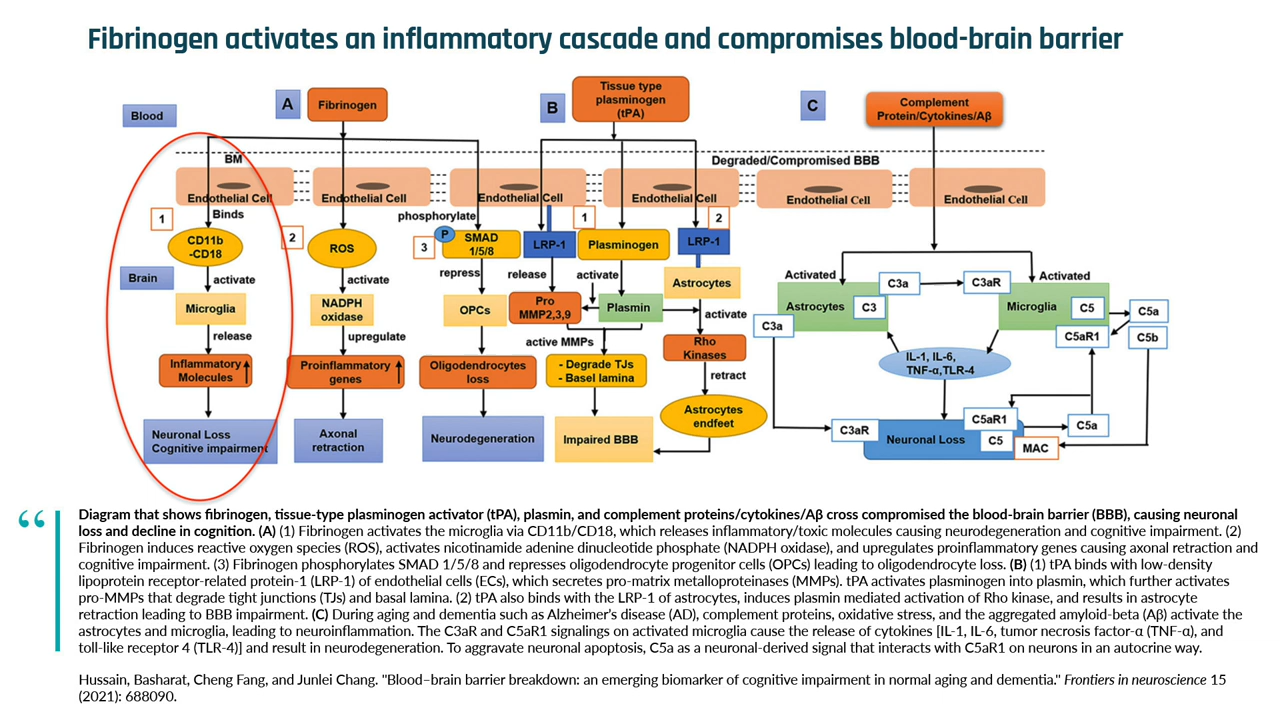 Fibrinogen activates an inflammatory cascade and compromises blood-brain barrier
Blood
A
Fibrinogen
B
Tissue type
plasminogen
(tPA)
C
Complement
Protein/Cytokines/Aβ
BM
Degraded/Compromised BBB
Endothelial Cell
Endothelial Cell
Endothelial Cell
Endothelial Cell
Endothelial Cell
Endothelial Cell
1
Binds
CD11b
-CD18
Brain
activate
Microglia
release
Inflammatory
Molecules
Neuronal Loss
Cognitive impairment
2
ROS
activate
NADPH
oxidase
upregulate
Proinflammatory
genes
Axonal
retraction
phosphorylate
3
P
SMAD
1/5/8
repress
OPCs
Oligodendrocytes
loss
Neurodegeneration
LRP-1
release
Pro
MMP2,3,9
1
Plasminogen
activate
Plasmin
active MMPs
- Degrade TJs
- Basel lamina
Impaired BBB
2
LRP-1
Astrocytes
activate
Rho
Kinases
retract
Astrocytes
endfeet
Activated
Activated
Astrocytes
C3
C3a
C3aR
Microglia
C5
C5a
C5aR1
C5b
C3a
IL-1, IL-6,
TNF-α,TLR-4
C3aR
Neuronal Loss
C5aR1
C5
C5a
MAC
“
Diagram that shows fibrinogen, tissue-type plasminogen activator (tPA), plasmin, and complement proteins/cytokines/Aβ cross compromised the blood-brain barrier (BBB), causing neuronal
loss and decline in cognition. (A) (1) Fibrinogen activates the microglia via CD11b/CD18, which releases inflammatory/toxic molecules causing neurodegeneration and cognitive impairment. (2)
Fibrinogen induces reactive oxygen species (ROS), activates nicotinamide adenine dinucleotide phosphate (NADPH oxidase), and upregulates proinflammatory genes causing axonal retraction and
cognitive impairment. (3) Fibrinogen phosphorylates SMAD 1/5/8 and represses oligodendrocyte progenitor cells (OPCs) leading to oligodendrocyte loss. (B) (1) tPA binds with low-density
lipoprotein receptor-related protein-1 (LRP-1) of endothelial cells (ECs), which secretes pro-matrix metalloproteinases (MMPs). tPA activates plasminogen into plasmin, which further activates
pro-MMPs that degrade tight junctions (TJs) and basal lamina. (2) tPA also binds with the LRP-1 of astrocytes, induces plasmin mediated activation of Rho kinase, and results in astrocyte
retraction leading to BBB impairment. (C) During aging and dementia such as Alzheimer's disease (AD), complement proteins, oxidative stress, and the aggregated amyloid-beta (Aβ) activate the
astrocytes and microglia, leading to neuroinflammation. The C3aR and C5aR1 signalings on activated microglia cause the release of cytokines [IL-1, IL-6, tumor necrosis factor-α (TNF-α), and
toll-like receptor 4 (TLR-4)] and result in neurodegeneration. To aggravate neuronal apoptosis, C5a as a neuronal-derived signal that interacts with C5aR1 on neurons in an autocrine way.
Hussain, Basharat, Cheng Fang, and Junlei Chang. "Blood–brain barrier breakdown: an emerging biomarker of cognitive impairment in normal aging and dementia." Frontiers in neuroscience 15
(2021): 688090.